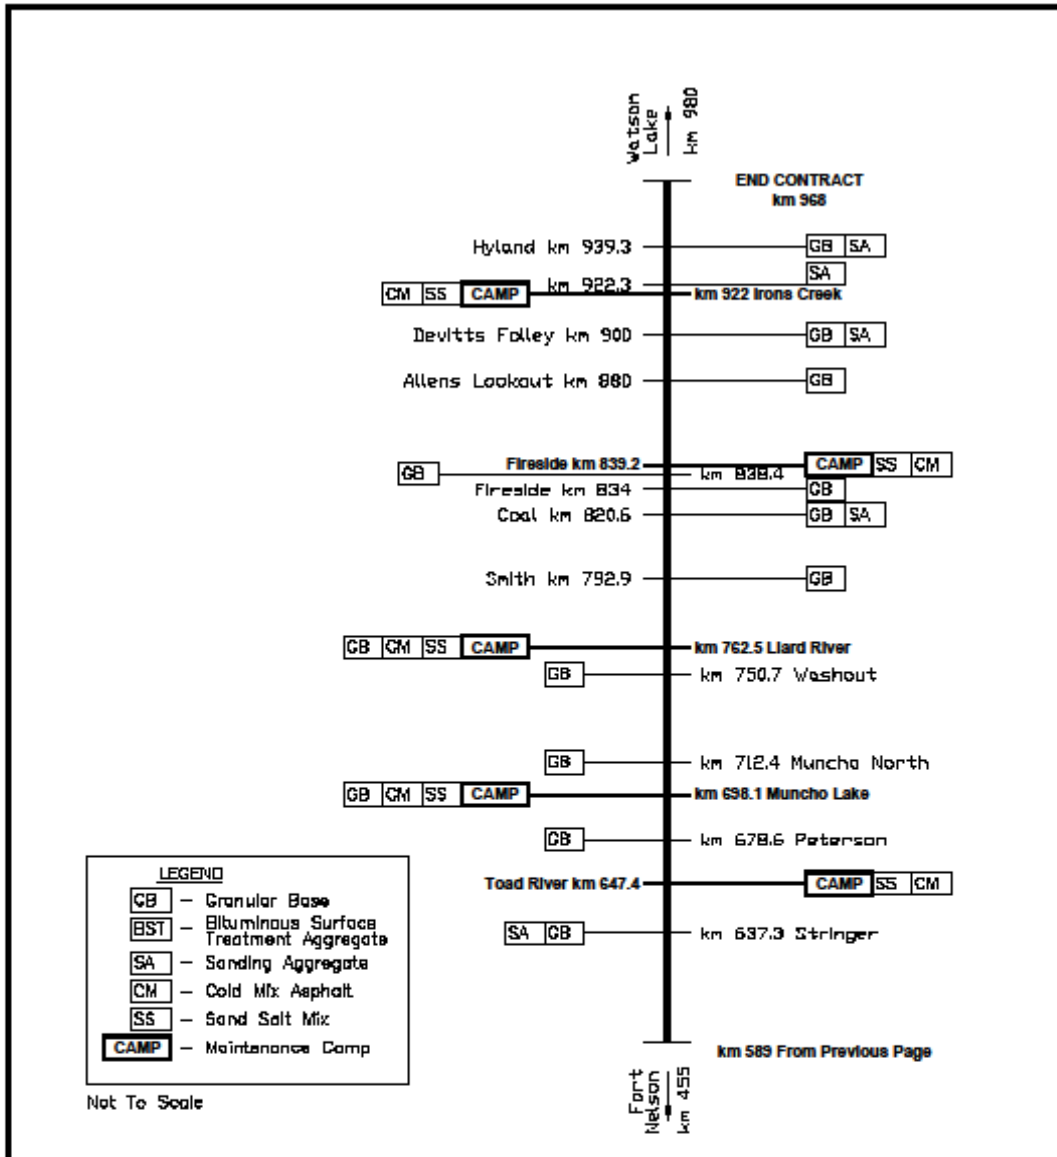 Watson
Lake
km 980
END CONTRACT
km 968
Hyland km 939.3
GB SA
km 922.3
SA
CM SS CAMP
km 922 Irons Creek
Devitts Folley km 900
GB SA
Allens Lookout km 880
GB
Fireside km 839.2
CAMP SS CM
GB
km 838.4
Fireside km 834
GB
Coal km 820.6
GB SA
Smith km 792.9
GB
GB CM SS CAMP
km 762.5 Liard River
GB
km 750.7 Washout
GB
km 712.4 Muncho North
GB CM SS CAMP
km 698.1 Muncho Lake
GB
km 678.6 Peterson
Toad River km 647.4
CAMP SS CM
SA GB
km 637.3 Stringer
km 589 From Previous Page
Fort
Nelson
km 455
LEGEND
GB – Granular Base
BST – Bituminous Surface
Treatment Aggregate
SA – Sanding Aggregate
CM – Cold Mix Asphalt
SS – Sand Salt Mix
CAMP – Maintenance Camp
Not To Scale